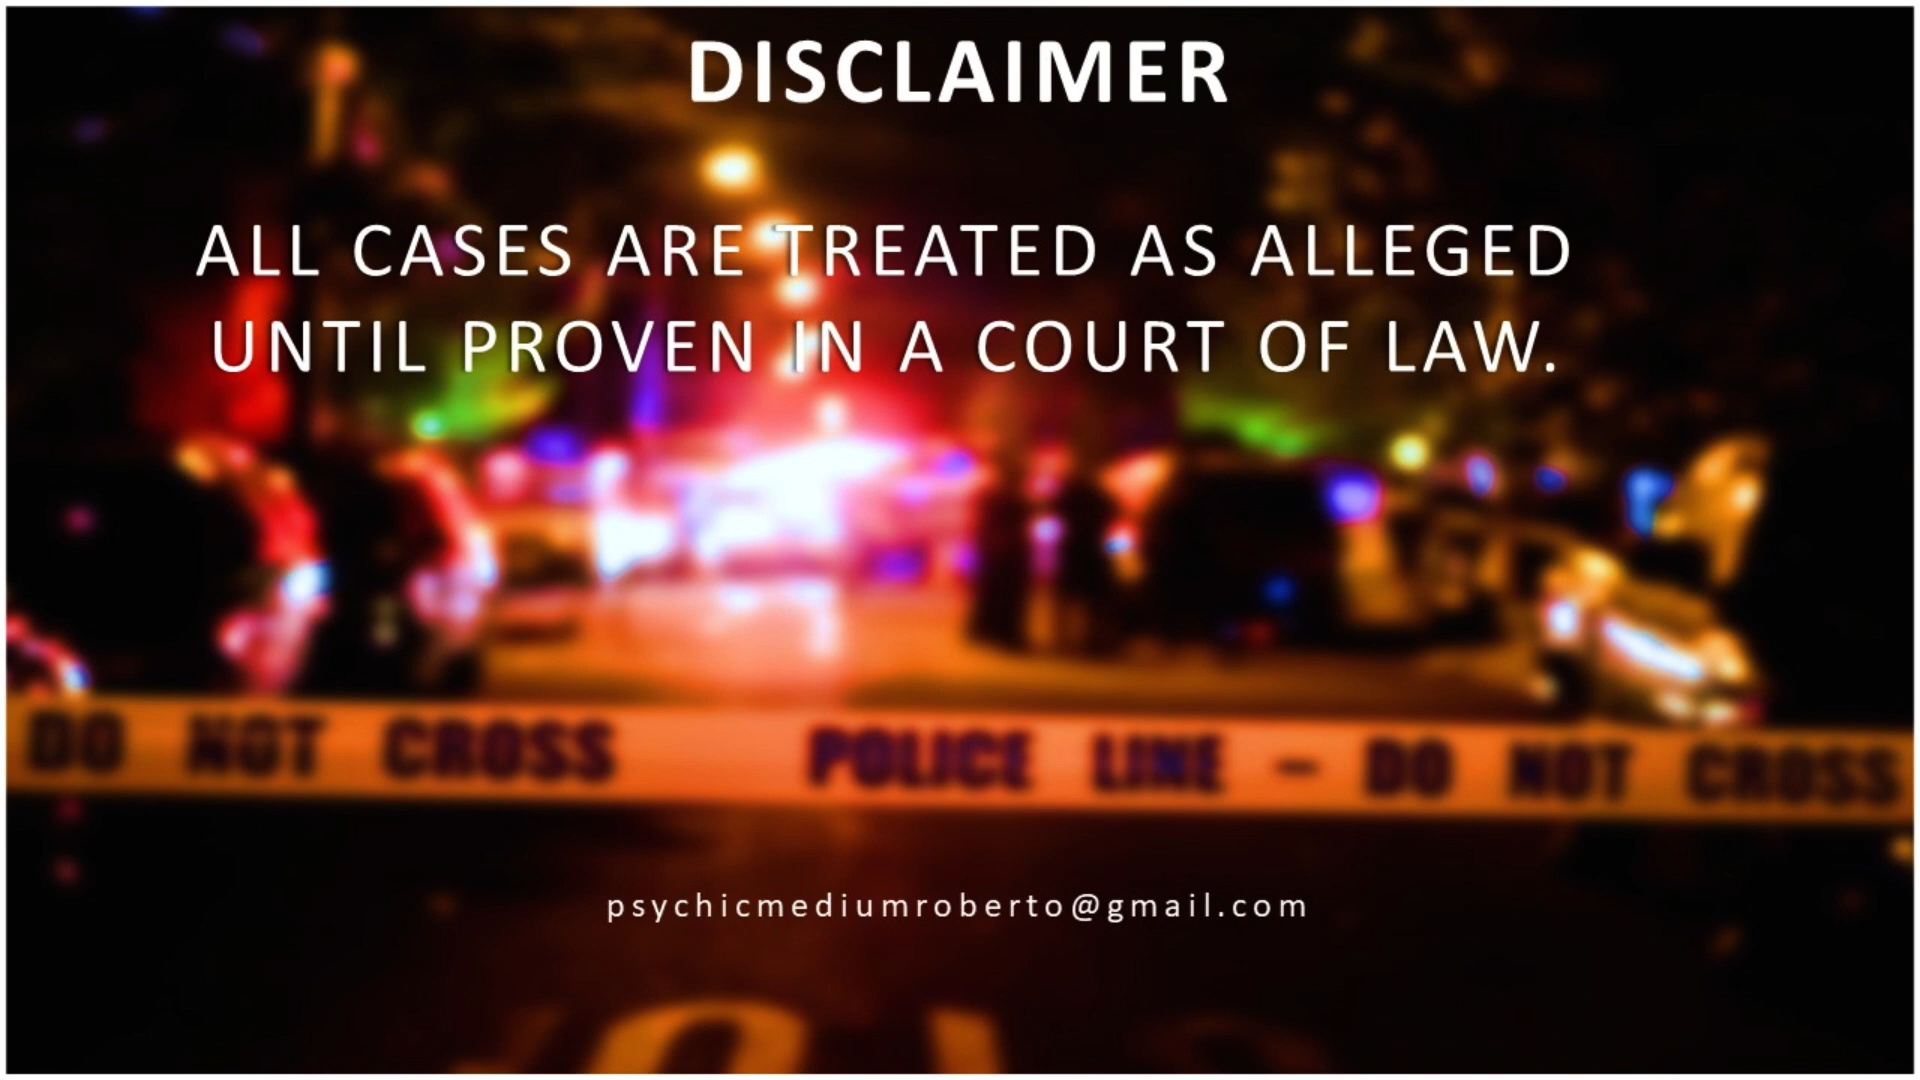 DISCLAIMER
ALL CASES ARE TREATED AS ALLEGED
UNTIL PROVEN IN A COURT OF LAW.
DO NOT CROSS POLICE LINE – DO NOT CROSS
psychicmediumroberto@gmail.com